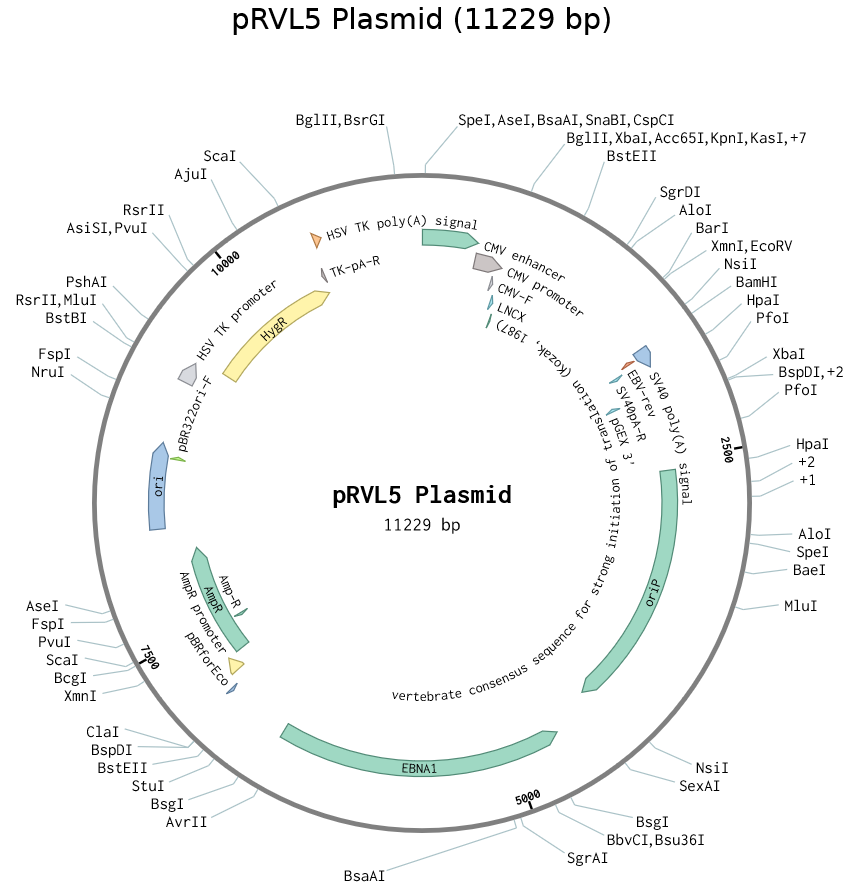 pRVL5 Plasmid (11229 bp)
BglII,BsrGI
SpeI,AseI,BsaAI,SnaBI,CspCI
BglII,XbaI,Acc65I,KpnI,KasI,+7
BstEII
ScaI
AjuI
SgrDI
AloI
BarI
XmnI,EcoRV
NsiI
BamHI
HpaI
PfoI
XbaI
BspDI,+2
PfoI
RsrII
AsiSI,PvuI
PshAI
RsrII,MluI
BstBI
FspI
NruI
10000
HSV TK poly(A) signal
TK-pA-R
CMV enhancer
CMV promoter
CMV-F
LNCX
vertebrate consensus sequence for strong initiation of translation (Kozak, 1987)
HSV TK promoter
HygR
pBR322ori-F
ori
SV40 poly(A) signal
EBV-rev
SV40pA-R
pGEX 3'
2500
HpaI
+2
+1
AloI
SpeI
BaeI
MluI
pRVL5 Plasmid
11229 bp
oriP
Amp-R
AmpR
AmpR promoter
pBRforEco
AseI
FspI
PvuI
ScaI
BcgI
XmnI
7500
ClaI
BspDI
BstEII
StuI
BsgI
AvrII
EBNA1
5000
NsiI
SexAI
BsgI
BbvCI,Bsu36I
SgrAI
BsaAI